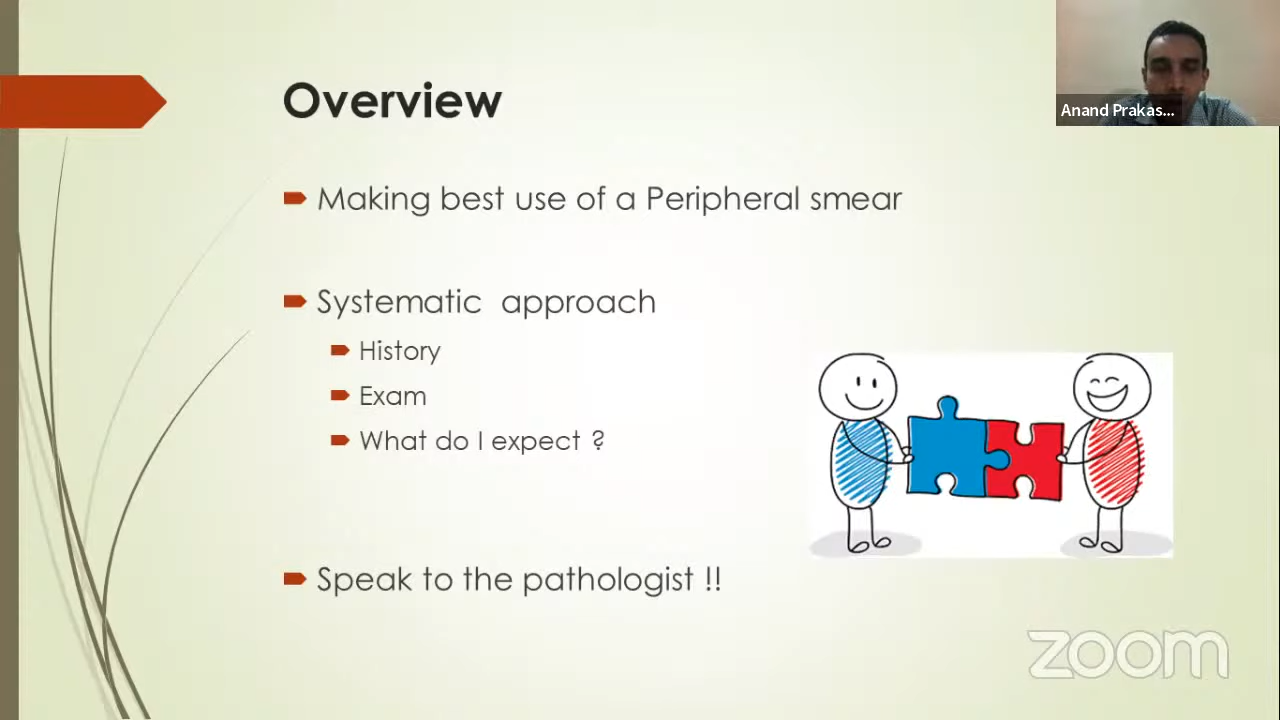 Overview
Anand Prakas...
Making best use of a Peripheral smear
Systematic approach
History
Exam
What do I expect ?
Speak to the pathologist !!
zoom